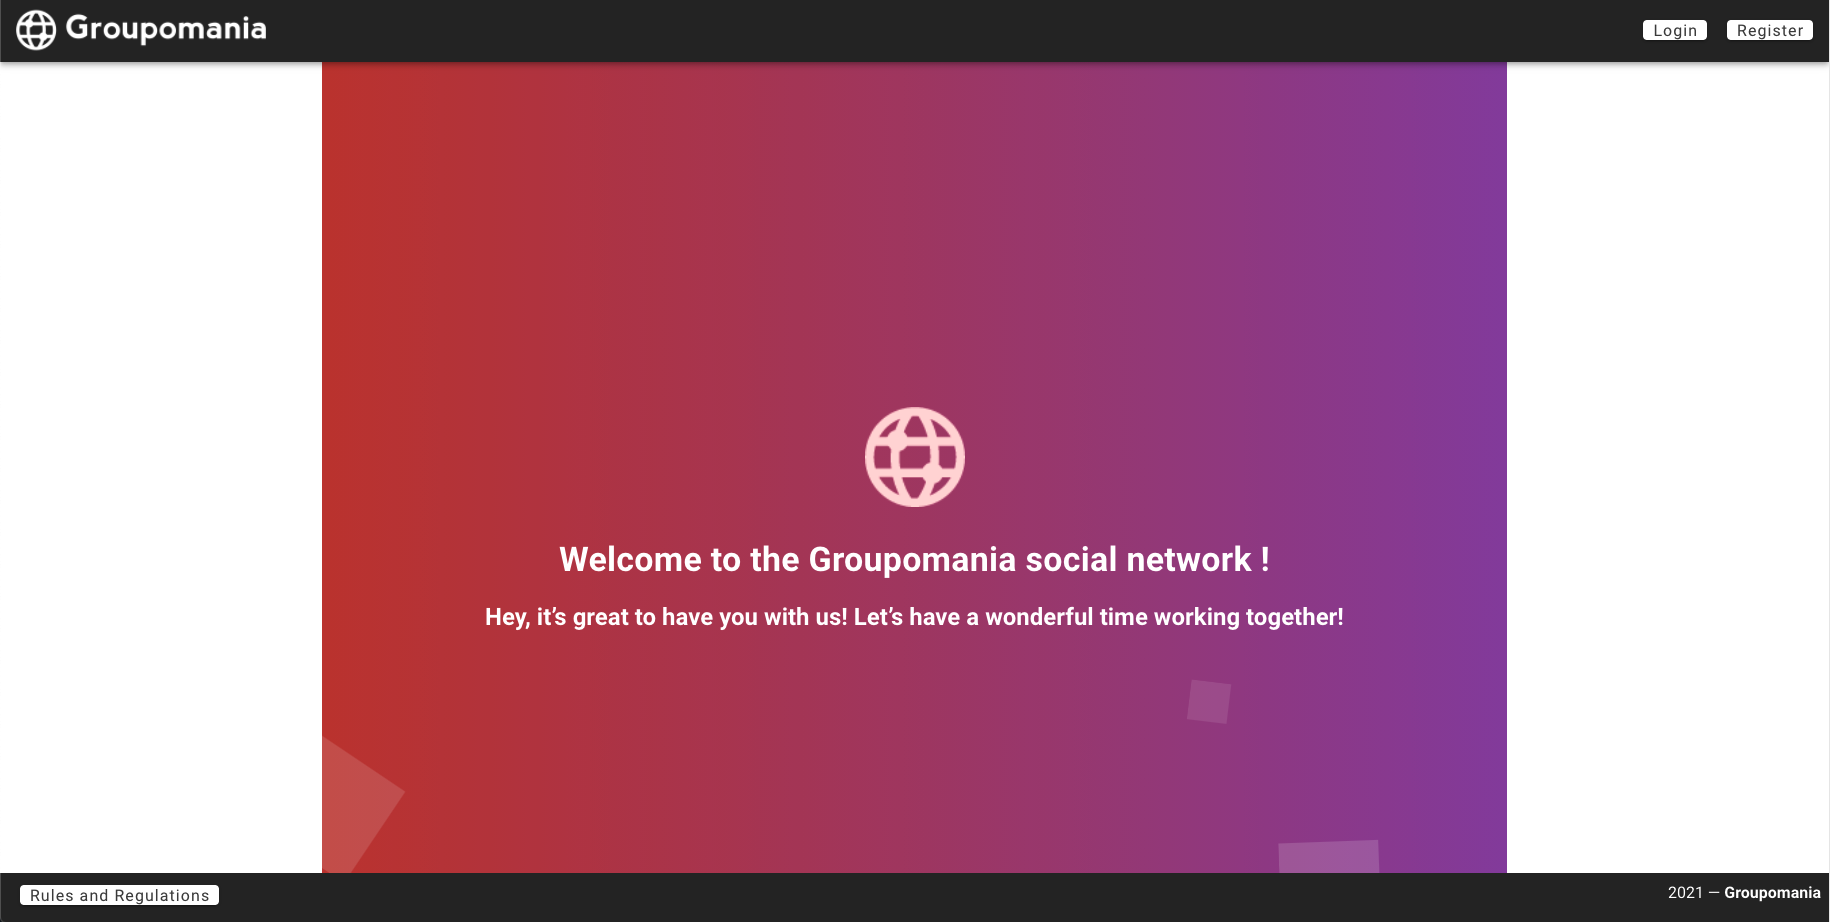 Groupomania
Login
Register
Welcome to the Groupomania social network !
Hey, it’s great to have you with us! Let’s have a wonderful time working together!
Rules and Regulations
2021 — Groupomania